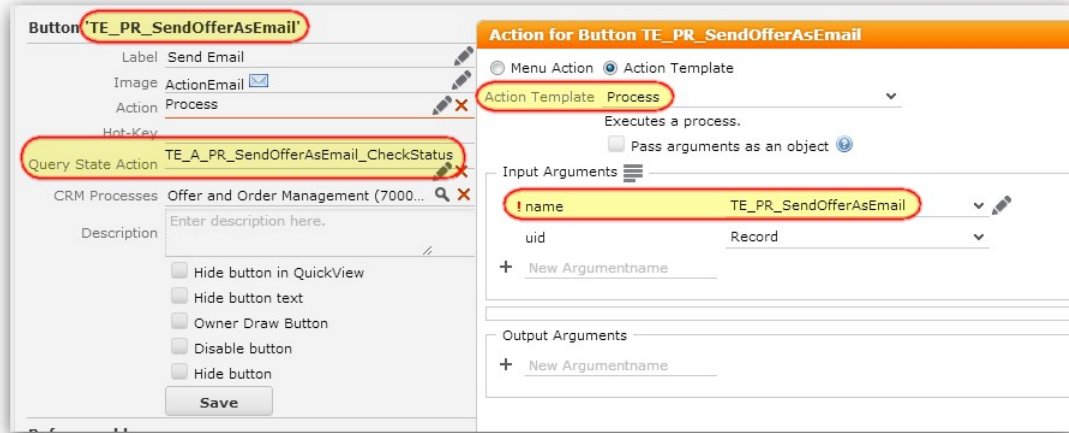 Button 'TE_PR_SendOfferAsEmail'
Label Send Email
Image ActionEmail
Action Process
Hot-Key
Query State Action TE_A_PR_SendOfferAsEmail_CheckStatus
CRM Processes Offer and Order Management (7000...
Description Enter description here.
Hide button in QuickView
Hide button text
Owner Draw Button
Disable button
Hide button
Save
Action for Button TE_PR_SendOfferAsEmail
Menu Action Action Template
Action Template Process
Executes a process.
Pass arguments as an object
Input Arguments
! name TE_PR_SendOfferAsEmail
uid Record
+ New Argumentname
Output Arguments
+ New Argumentname